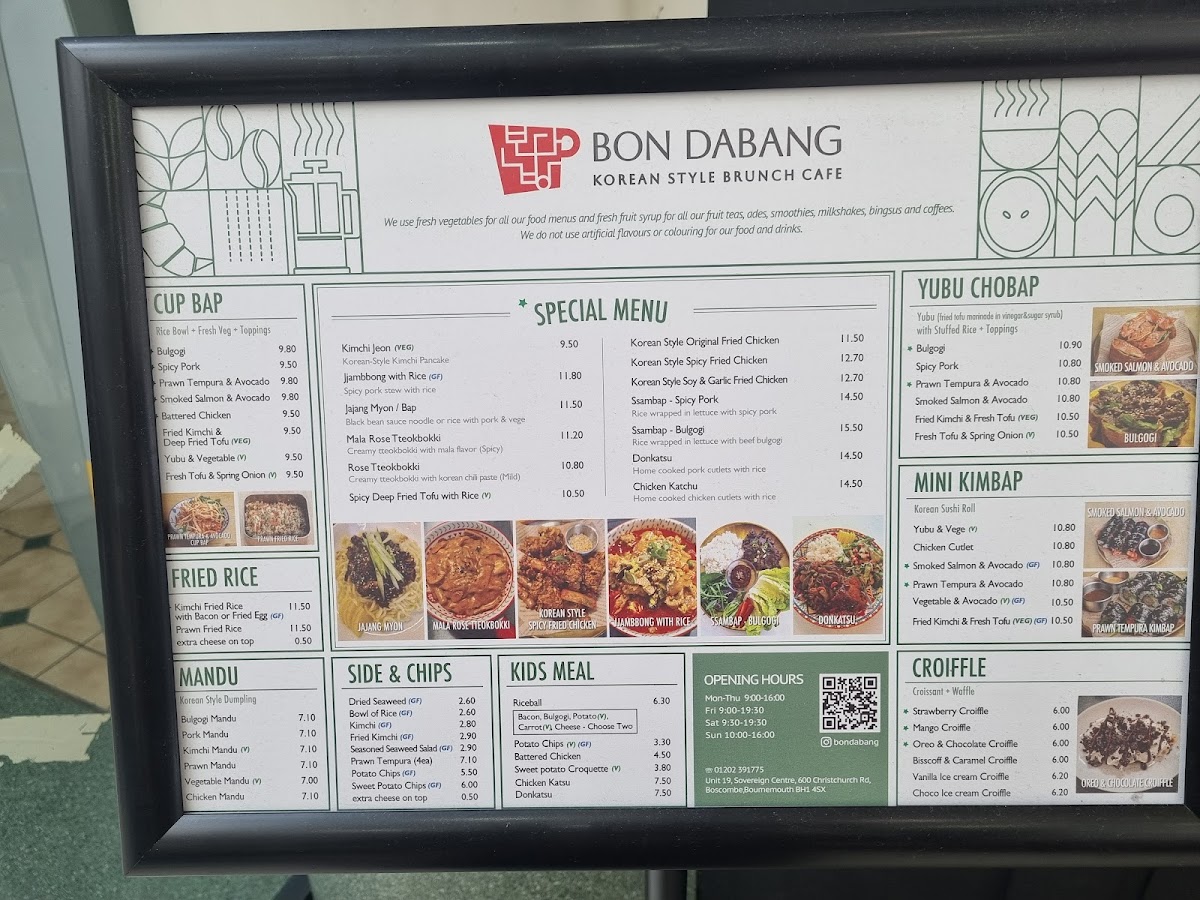 BON DABANG
KOREAN STYLE BRUNCH CAFE
We use fresh vegetables for all our food menus and fresh fruit syrup for all our fruit teas, ades, smoothies, milkshakes, bingsus and coffees.
We do not use artificial flavours or colouring for our food and drinks.
CUP BAP
Rice Bowl + Fresh Veg + Toppings
Bulgogi 9.80
Spicy Pork 9.50
Prawn Tempura & Avocado 9.80
Smoked Salmon & Avocado 9.80
Battered Chicken 9.50
Fried Kimchi & 9.50
Deep Fried Tofu (VEG)
Yubu & Vegetable (V) 9.50
Fresh Tofu & Spring Onion (V) 9.50
PRAWN TEMPURA & AVOCADO
CUP BAP
PRAWN FRIED RICE
FRIED RICE
Kimchi Fried Rice 11.50
with Bacon or Fried Egg (GF)
Prawn Fried Rice 11.50
extra cheese on top 0.50
MANDU
Korean Style Dumpling
Bulgogi Mandu 7.10
Pork Mandu 7.10
Kimchi Mandu (V) 7.10
Prawn Mandu 7.10
Vegetable Mandu (V) 7.00
Chicken Mandu 7.10
SPECIAL MENU
Kimchi Jeon (VEG) 9.50
Korean-Style Kimchi Pancake
Jjambbong with Rice (GF) 11.80
Spicy pork stew with rice
Jajang Myon / Bap 11.50
Black bean sauce noodle or rice with pork & vege
Mala Rose Tteokbokki 11.20
Creamy tteokbokki with mala flavor (Spicy)
Rose Tteokbokki 10.80
Creamy tteokbokki with korean chili paste (Mild)
Spicy Deep Fried Tofu with Rice (V) 10.50
Korean Style Original Fried Chicken 11.50
Korean Style Spicy Fried Chicken 12.70
Korean Style Soy & Garlic Fried Chicken 12.70
Ssambap - Spicy Pork 14.50
Rice wrapped in lettuce with spicy pork
Ssambap - Bulgogi 15.50
Rice wrapped in lettuce with beef bulgogi
Donkatsu 14.50
Home cooked pork cutlets with rice
Chicken Katchu 14.50
Home cooked chicken cutlets with rice
JAJANG MYON
MALA ROSE TTEOKBOKKI
KOREAN STYLE
SPICY FRIED CHICKEN
JJAMBBONG WITH RICE
SSAMBAP - BULGOGI
DONKATSU
SIDE & CHIPS
Dried Seaweed (GF) 2.60
Bowl of Rice (GF) 2.60
Kimchi (GF) 2.80
Fried Kimchi (GF) 2.90
Seasoned Seaweed Salad (GF) 2.90
Prawn Tempura (4ea) 7.10
Potato Chips (GF) 5.50
Sweet Potato Chips (GF) 6.00
extra cheese on top 0.50
KIDS MEAL
Riceball 6.30
Bacon, Bulgogi, Potato(V),
Carrot(V), Cheese - Choose Two
Potato Chips (V) (GF) 3.30
Battered Chicken 4.50
Sweet potato Croquette (V) 3.80
Chicken Katsu 7.50
Donkatsu 7.50
OPENING HOURS
Mon-Thu 9:00-16:00
Fri 9:00-19:30
Sat 9:30-19:30
Sun 10:00-16:00
bondabang
☏ 01202 391775
Unit 19, Sovereign Centre, 600 Christchurch Rd,
Boscombe,Bournemouth BH1 4SX
YUBU CHOBAP
Yubu (fried tofu marinade in vinegar&sugar syrub)
with Stuffed Rice + Toppings
Bulgogi 10.90
Spicy Pork 10.80
Prawn Tempura & Avocado 10.80
Smoked Salmon & Avocado 10.80
Fried Kimchi & Fresh Tofu (VEG) 10.50
Fresh Tofu & Spring Onion (V) 10.50
SMOKED SALMON & AVOCADO
BULGOGI
MINI KIMBAP
Korean Sushi Roll
Yubu & Vege (V) 10.80
Chicken Cutlet 10.80
Smoked Salmon & Avocado (GF) 10.80
Prawn Tempura & Avocado 10.80
Vegetable & Avocado (V) (GF) 10.50
Fried Kimchi & Fresh Tofu (VEG) (GF) 10.50
SMOKED SALMON & AVOCADO
PRAWN TEMPURA KIMBAP
CROIFFLE
Croissant + Waffle
Strawberry Croiffle 6.00
Mango Croiffle 6.00
Oreo & Chocolate Croiffle 6.00
Bisscoff & Caramel Croiffle 6.00
Vanilla Ice cream Croiffle 6.20
Choco Ice cream Croiffle 6.20
OREO & CHOCOLATE CROIFFLE